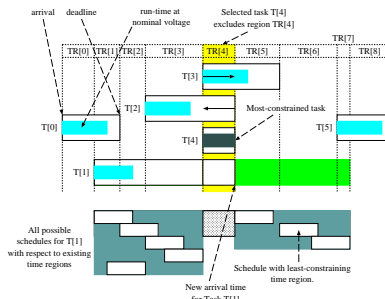 arrival
deadline
run-time at
nominal voltage
Selected task T[4]
excludes region TR[4]
TR[7]
TR[0] TR[1] TR[2] TR[3] TR[4] TR[5] TR[6] TR[8]
T[3]
T[2]
Most-constrained task
T[0]
T[5]
T[4]
T[1]
All possible
schedules for T[1]
with respect to existing
time regions
Schedule with least-constraining
time region.
New arrival time
for Task T[1]